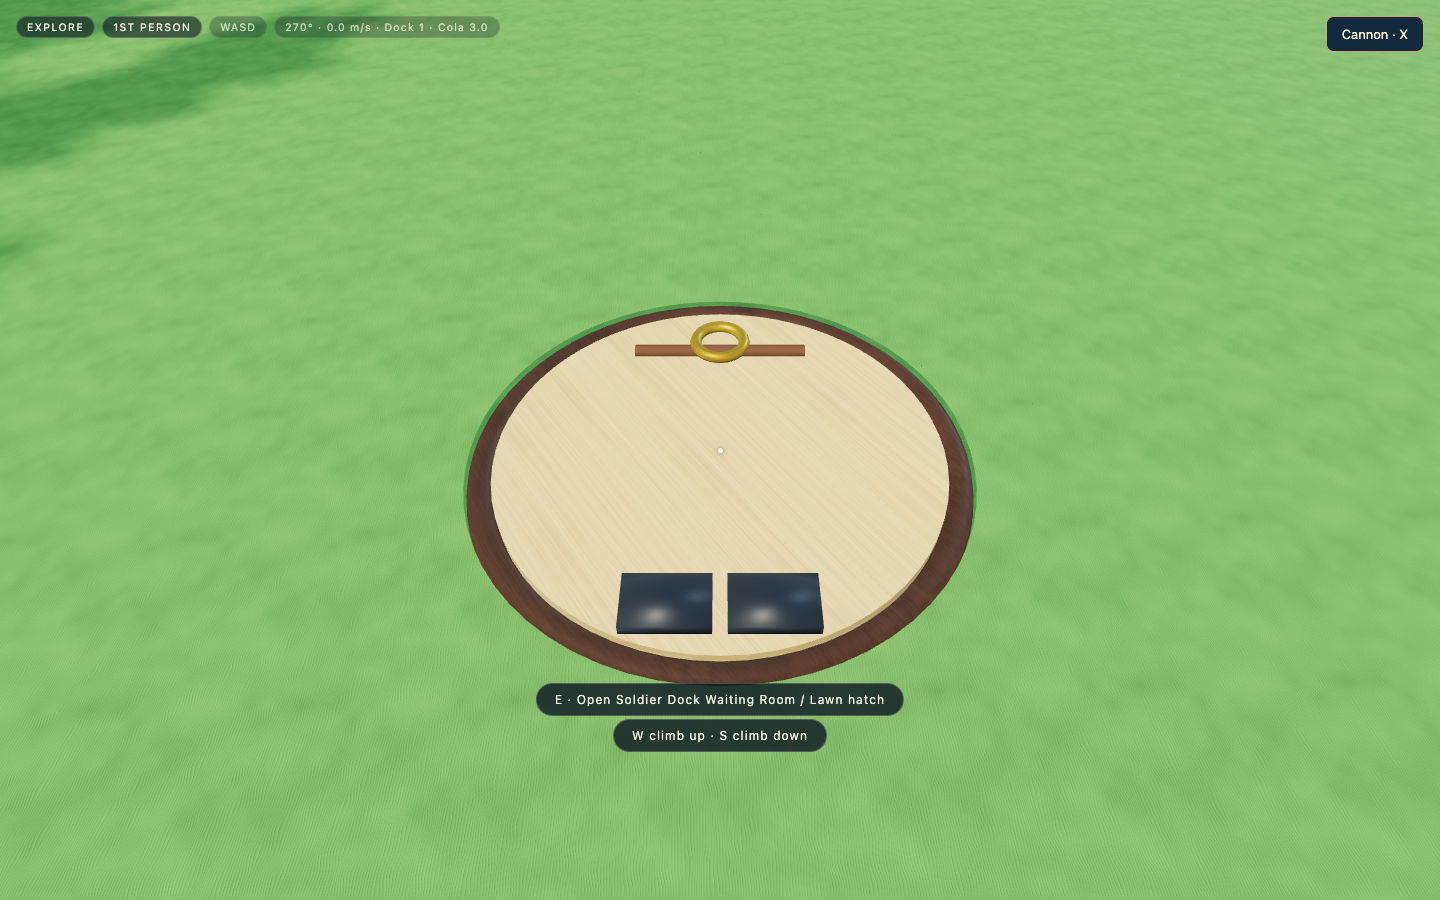 EXPLORE 1ST PERSON WASD 270° · 0.0 m/s · Dock 1 · Cola 3.0
Cannon · X
E · Open Soldier Dock Waiting Room / Lawn hatch
W climb up · S climb down